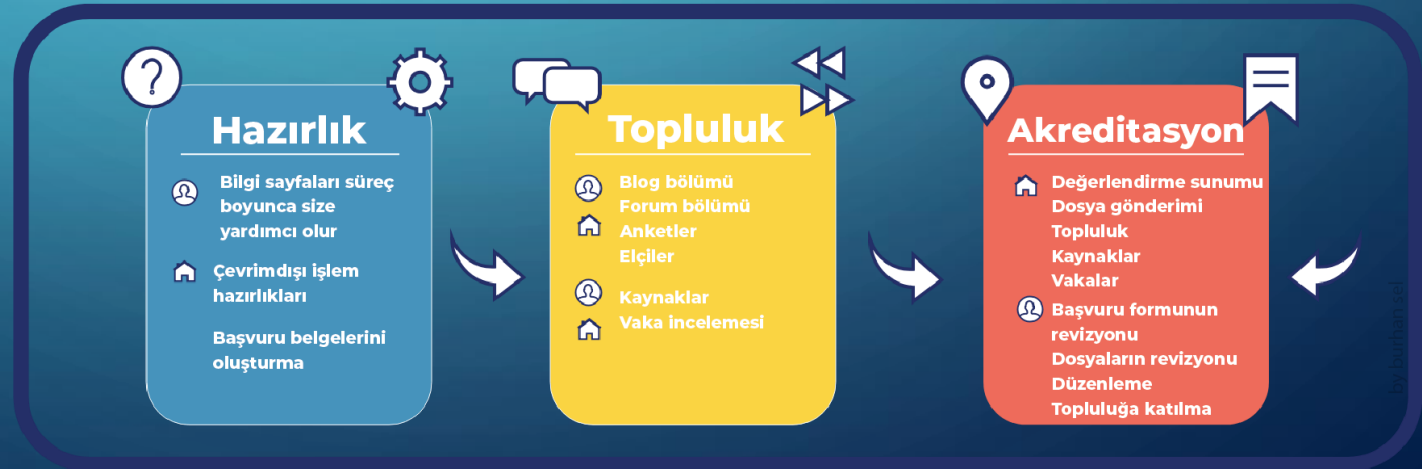 Hazırlık
Bilgi sayfaları süreç
boyunca size
yardımcı olur
Çevrimdışı işlem
hazırlıkları
Başvuru belgelerini
oluşturma
Topluluk
Blog bölümü
Forum bölümü
Anketler
Elçiler
Kaynaklar
Vaka incelemesi
Akreditasyon
Değerlendirme sunumu
Dosya gönderimi
Topluluk
Kaynaklar
Vakalar
Başvuru formunun
revizyonu
Dosyaların revizyonu
Düzenleme
Topluluğa katılma
by burhansel